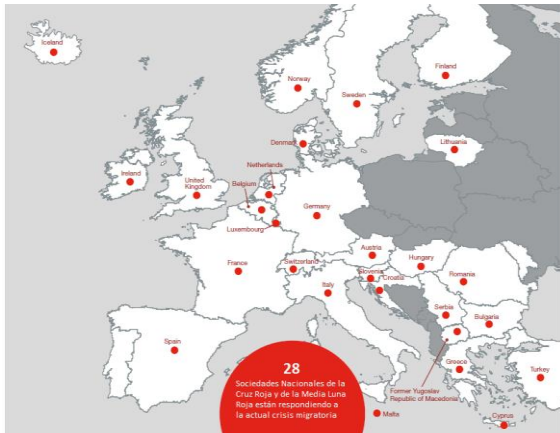 Iceland
Norway
Finland
Sweden
Denmark
Lithuania
Netherlands
Ireland
United
Kingdom
Belgium
Germany
Luxembourg
Austria
Hungary
France
Switzerland
Slovenia
Croatia
Romania
Italy
Serbia
Bulgaria
Spain
Greece
Turkey
Former Yugoslav
Republic of Macedonia
Malta
Cyprus
28
Sociedades Nacionales de la
Cruz Roja y de la Media Luna
Roja están respondiendo a
la actual crisis migratoria